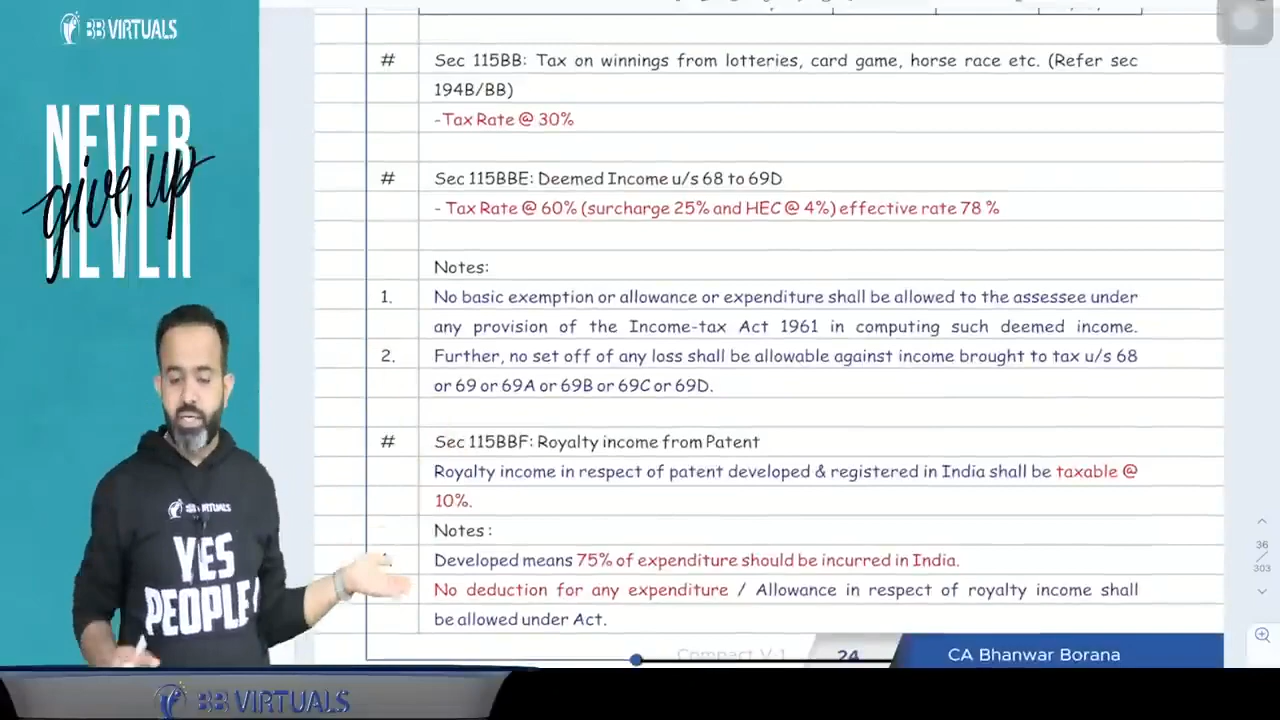 BB VIRTUALS
NEVER
give up
NEVER
# Sec 115BB: Tax on winnings from lotteries, card game, horse race etc. (Refer sec
194B/BB)
-Tax Rate @ 30%
# Sec 115BBE: Deemed Income u/s 68 to 69D
- Tax Rate @ 60% (surcharge 25% and HEC @ 4%) effective rate 78 %
Notes:
1. No basic exemption or allowance or expenditure shall be allowed to the assessee under
any provision of the Income-tax Act 1961 in computing such deemed income.
2. Further, no set off of any loss shall be allowable against income brought to tax u/s 68
or 69 or 69A or 69B or 69C or 69D.
# Sec 115BBF: Royalty income from Patent
Royalty income in respect of patent developed & registered in India shall be taxable @
10%.
Notes :
Developed means 75% of expenditure should be incurred in India.
No deduction for any expenditure / Allowance in respect of royalty income shall
be allowed under Act.
Compact V-1 24 CA Bhanwar Borana
36
303
BB VIRTUALS
YES
PEOPLE!
BB VIRTUALS